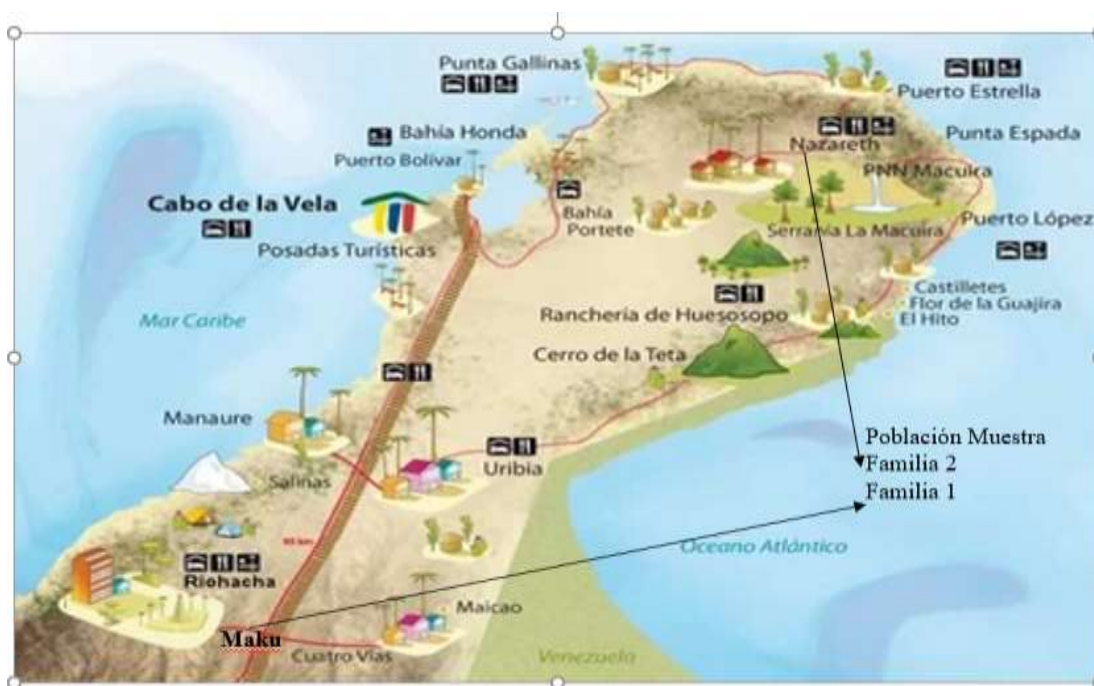 Punta Gallinas
Puerto Estrella
Bahía Honda
Nazareth
Punta Espada
Puerto Bolívar
PNN Macuira
Cabo de la Vela
Bahía
Portete
Puerto López
Serranía La Macuira
Posadas Turísticas
Castilletes
Flor de la Guajira
El Hito
Mar Caribe
Ranchería de Huesosopo
Cerro de la Teta
Manaure
Población Muestra
Familia 2
Familia 1
Uribia
Salinas
Oceano Atlántico
Riohacha
Maicao
Maku
Cuatro Vías
Venezuela